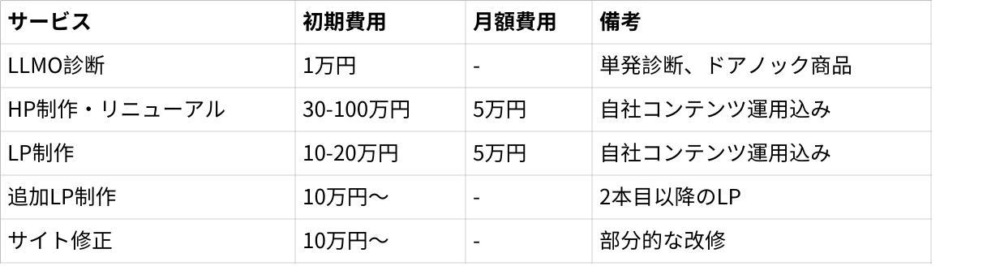 サービス 初期費用 月額費用 備考
LLMO診断 1万円 - 単発診断、ドアノック商品
HP制作・リニューアル 30-100万円 5万円 自社コンテンツ運用込み
LP制作 10-20万円 5万円 自社コンテンツ運用込み
追加LP制作 10万円〜 - 2本目以降のLP
サイト修正 10万円〜 - 部分的な改修